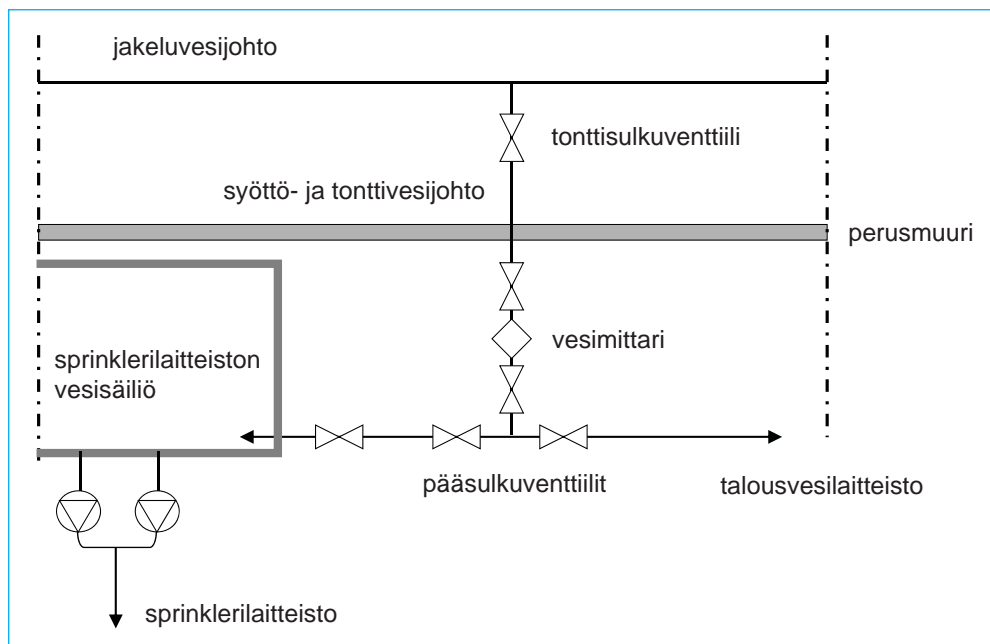 jakeluvesijohto
tonttisulkuventtiili
syöttö- ja tonttivesijohto
perusmuuri
vesimittari
sprinklerilaitteiston
vesisäiliö
pääsulkuventtiilit
talousvesilaitteisto
sprinklerilaitteisto